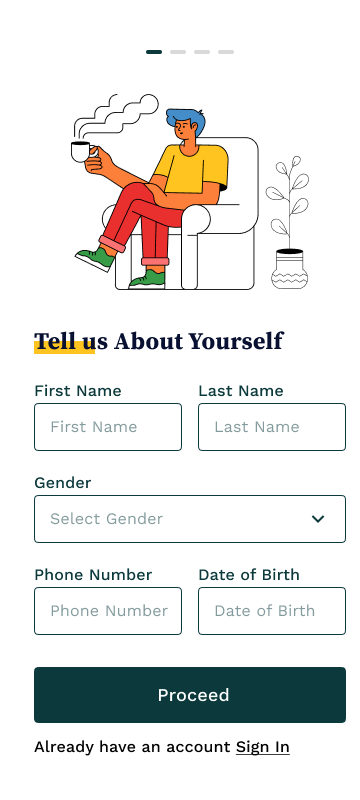 Tell us About Yourself
First Name Last Name
First Name Last Name
Gender
Select Gender
Phone Number Date of Birth
Phone Number Date of Birth
Proceed
Already have an account Sign In